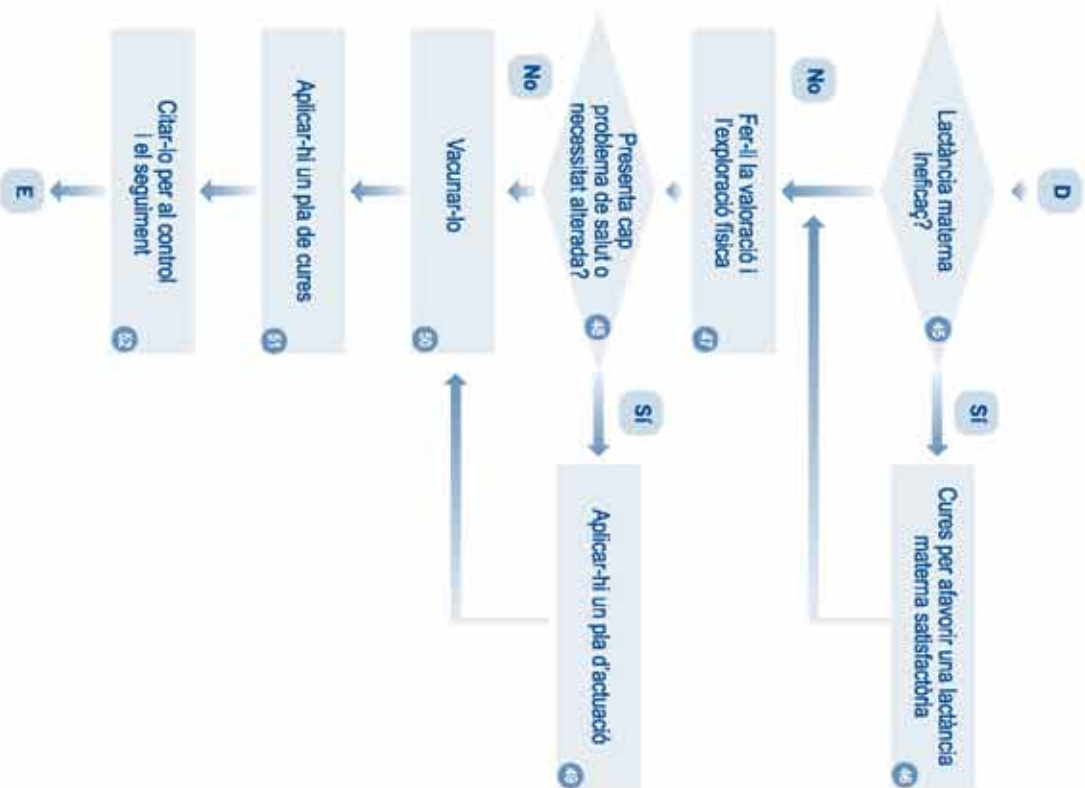 D
Lactància materna
ineficaç?
45
No
Sí
Cures per afavorir una lactància
materna satisfactòria
46
Fer-li la valoració i
l'exploració física
47
Presenta cap
problema de salut o
necessitat alterada?
48
No
Sí
Aplicar-hi un pla d'actuació
49
Vacunar-lo
50
Aplicar-hi un pla de cures
51
Citar-lo per al control
i el seguiment
52
E